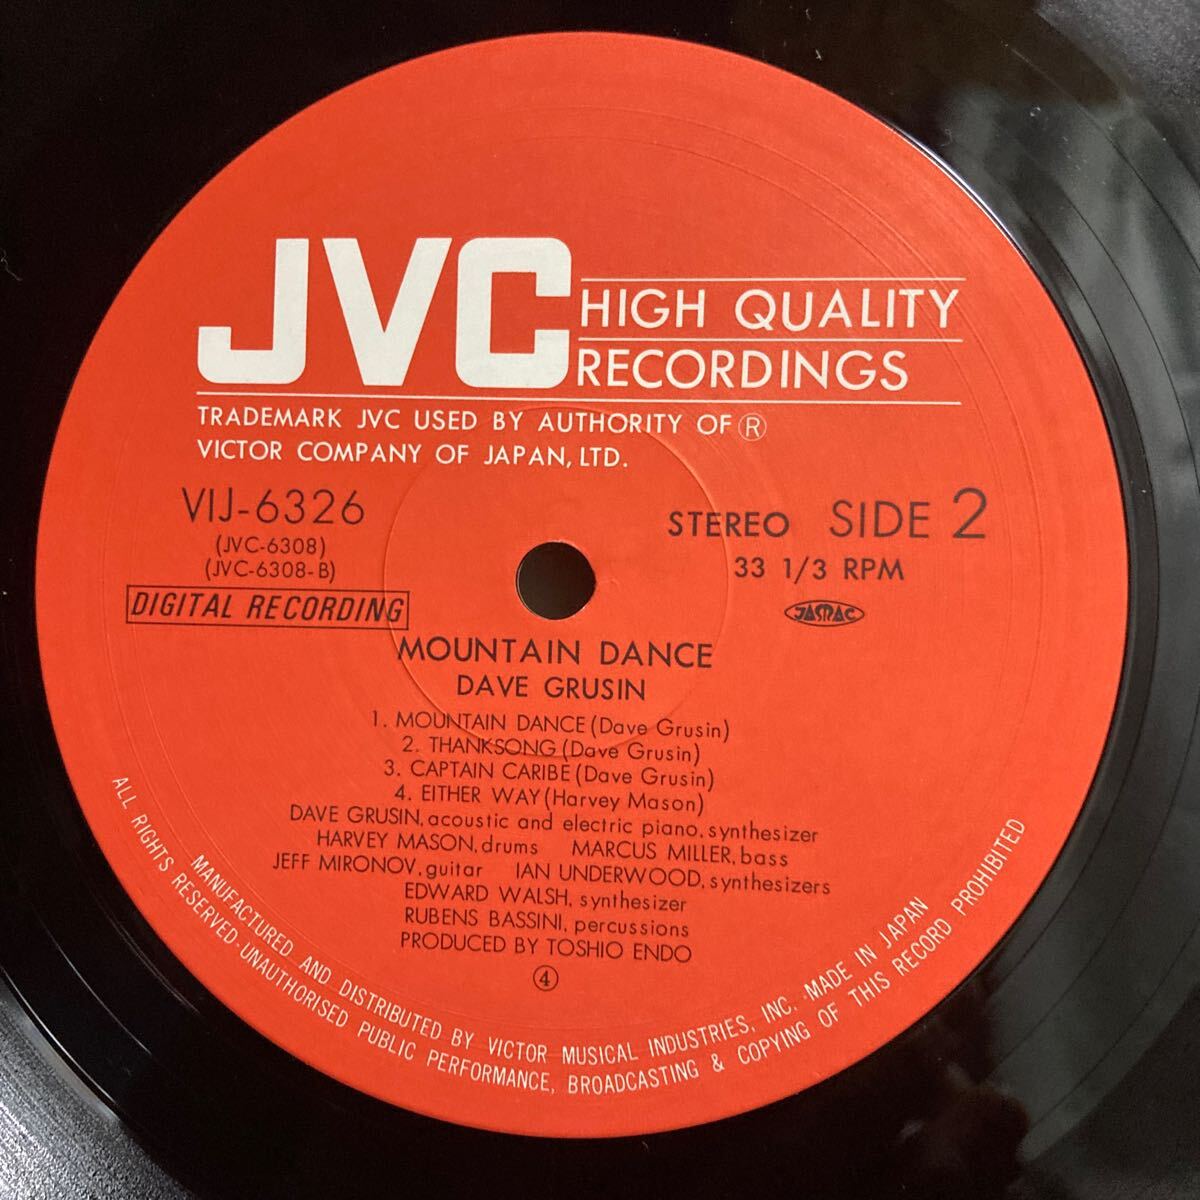 JVC
HIGH QUALITY
RECORDINGS
TRADEMARK JVC USED BY AUTHORITY OF Ⓡ
VICTOR COMPANY OF JAPAN, LTD.
VIJ-6326
(JVC-6308)
(JVC-6308-B)
DIGITAL RECORDING
STEREO SIDE 2
33 1/3 RPM
JASRAC
MOUNTAIN DANCE
DAVE GRUSIN
1. MOUNTAIN DANCE (Dave Grusin)
2. THANKSONG (Dave Grusin)
3. CAPTAIN CARIBE (Dave Grusin)
4. EITHER WAY (Harvey Mason)
DAVE GRUSIN, acoustic and electric piano, synthesizer
HARVEY MASON, drums MARCUS MILLER, bass
JEFF MIRONOV, guitar IAN UNDERWOOD, synthesizers
EDWARD WALSH, synthesizer
RUBENS BASSINI, percussions
PRODUCED BY TOSHIO ENDO
④
MANUFACTURED AND DISTRIBUTED BY VICTOR MUSICAL INDUSTRIES, INC. · MADE IN JAPAN
ALL RIGHTS RESERVED · UNAUTHORISED PUBLIC PERFORMANCE, BROADCASTING & COPYING OF THIS RECORD PROHIBITED